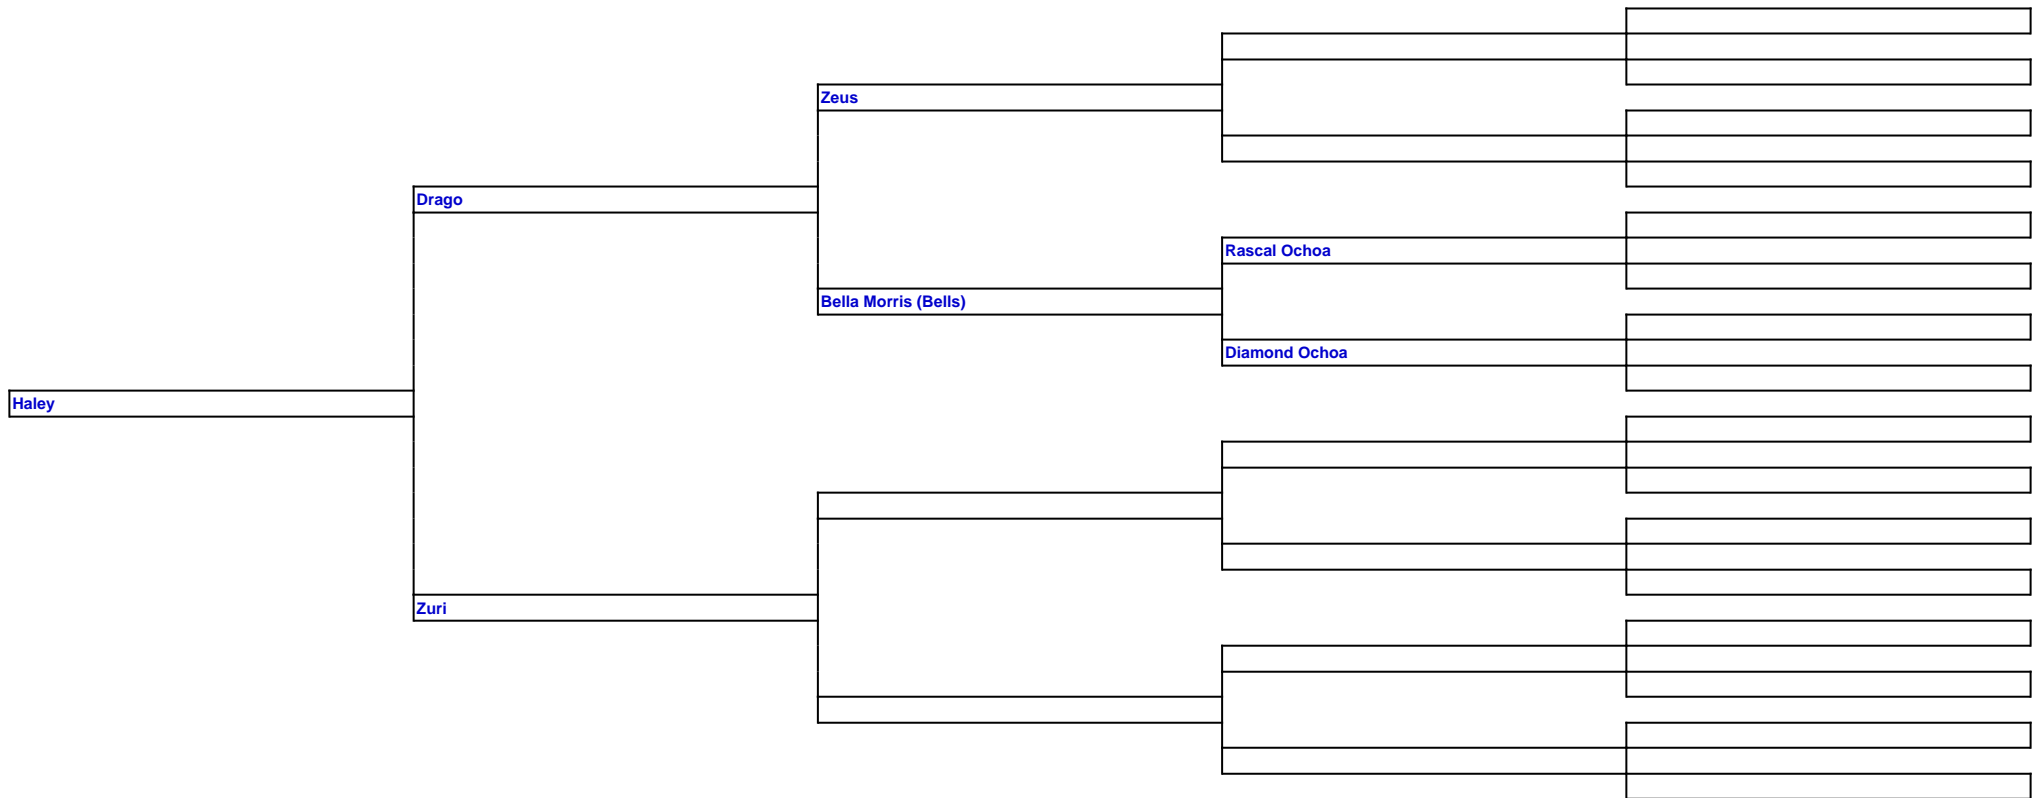 Zeus
Drago
Rascal Ochoa
Bella Morris (Bells)
Diamond Ochoa
Haley
Zuri